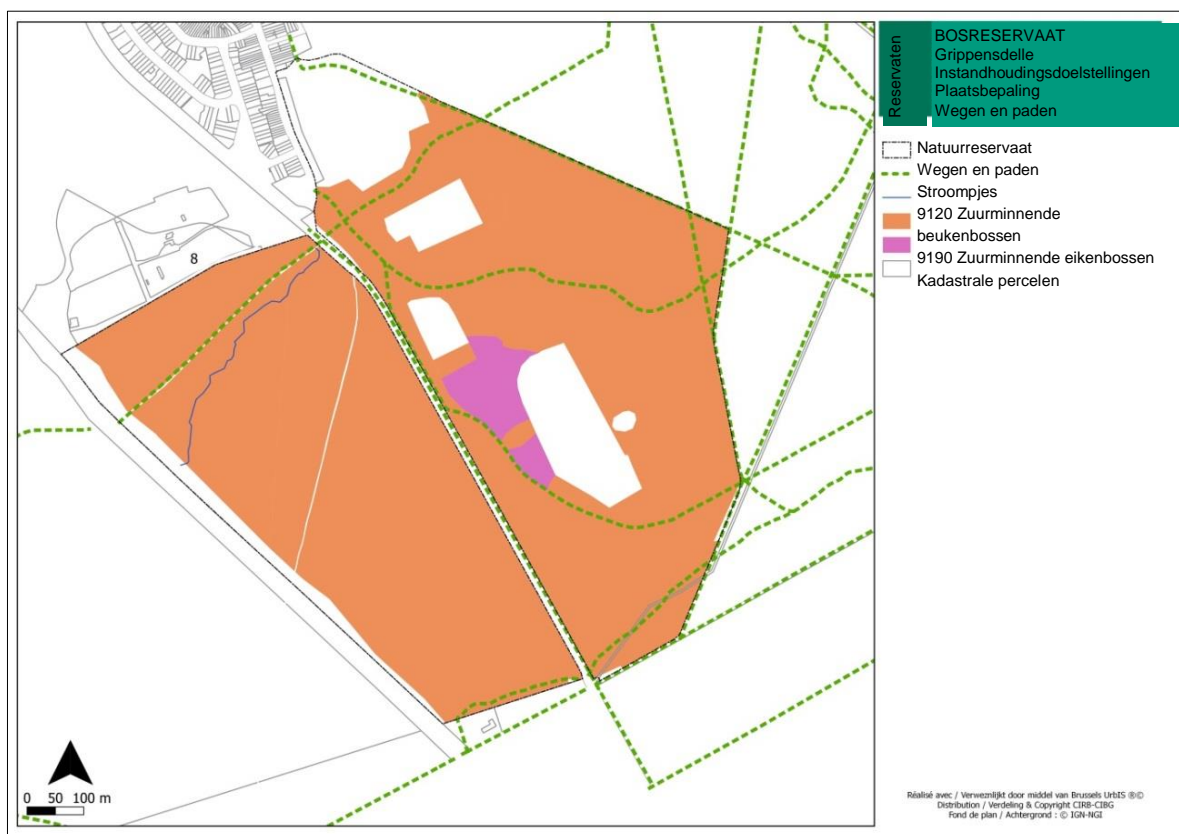 Reservaten
BOSRESERVAAT
Grippensdelle
Instandhoudingsdoelstellingen
Plaatsbepaling
Wegen en paden
Natuurreservaat
Wegen en paden
Stroompjes
9120 Zuurminnende
beukenbossen
9190 Zuurminnende eikenbossen
Kadastrale percelen
8
0 50 100 m
Réalisé avec / Verweznlijkt door middel van Brussels UrbIS ®©
Distribution / Verdeling & Copyright CIRB-CIBG
Fond de plan / Achtergrond : © IGN-NGI